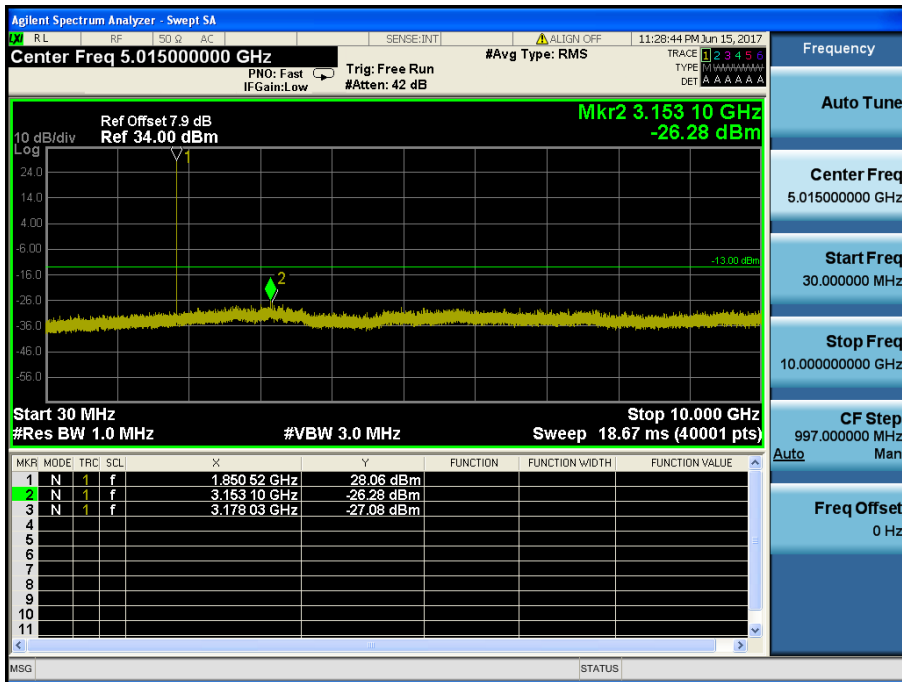 Agilent Spectrum Analyzer - Swept SA
LXI RL RF 50 Ω AC SENSE:INT ALIGN OFF 11:28:44 PM Jun 15, 2017
Center Freq 5.015000000 GHz
PNO: Fast
IFGain:Low
Trig: Free Run
#Atten: 42 dB
#Avg Type: RMS
TRACE 1 2 3 4 5 6
TYPE M WWWWW
DET A A A A A A
Mkr2 3.153 10 GHz
-26.28 dBm
Ref Offset 7.9 dB
10 dB/div Ref 34.00 dBm
Log
1
24.0
14.0
4.00
-6.00
-13.00 dBm
-16.0
2
-26.0
-36.0
-46.0
-56.0
Start 30 MHz Stop 10.000 GHz
#Res BW 1.0 MHz #VBW 3.0 MHz Sweep 18.67 ms (40001 pts)
MKR MODE TRC SCL X Y FUNCTION FUNCTION WIDTH FUNCTION VALUE
1 N 1 f 1.850 52 GHz 28.06 dBm
2 N 1 f 3.153 10 GHz -26.28 dBm
3 N 1 f 3.178 03 GHz -27.08 dBm
4
5
6
7
8
9
10
11
MSG STATUS
Frequency
Auto Tune
Center Freq
5.015000000 GHz
Start Freq
30.000000 MHz
Stop Freq
10.000000000 GHz
CF Step
997.000000 MHz
Auto Man
Freq Offset
0 Hz